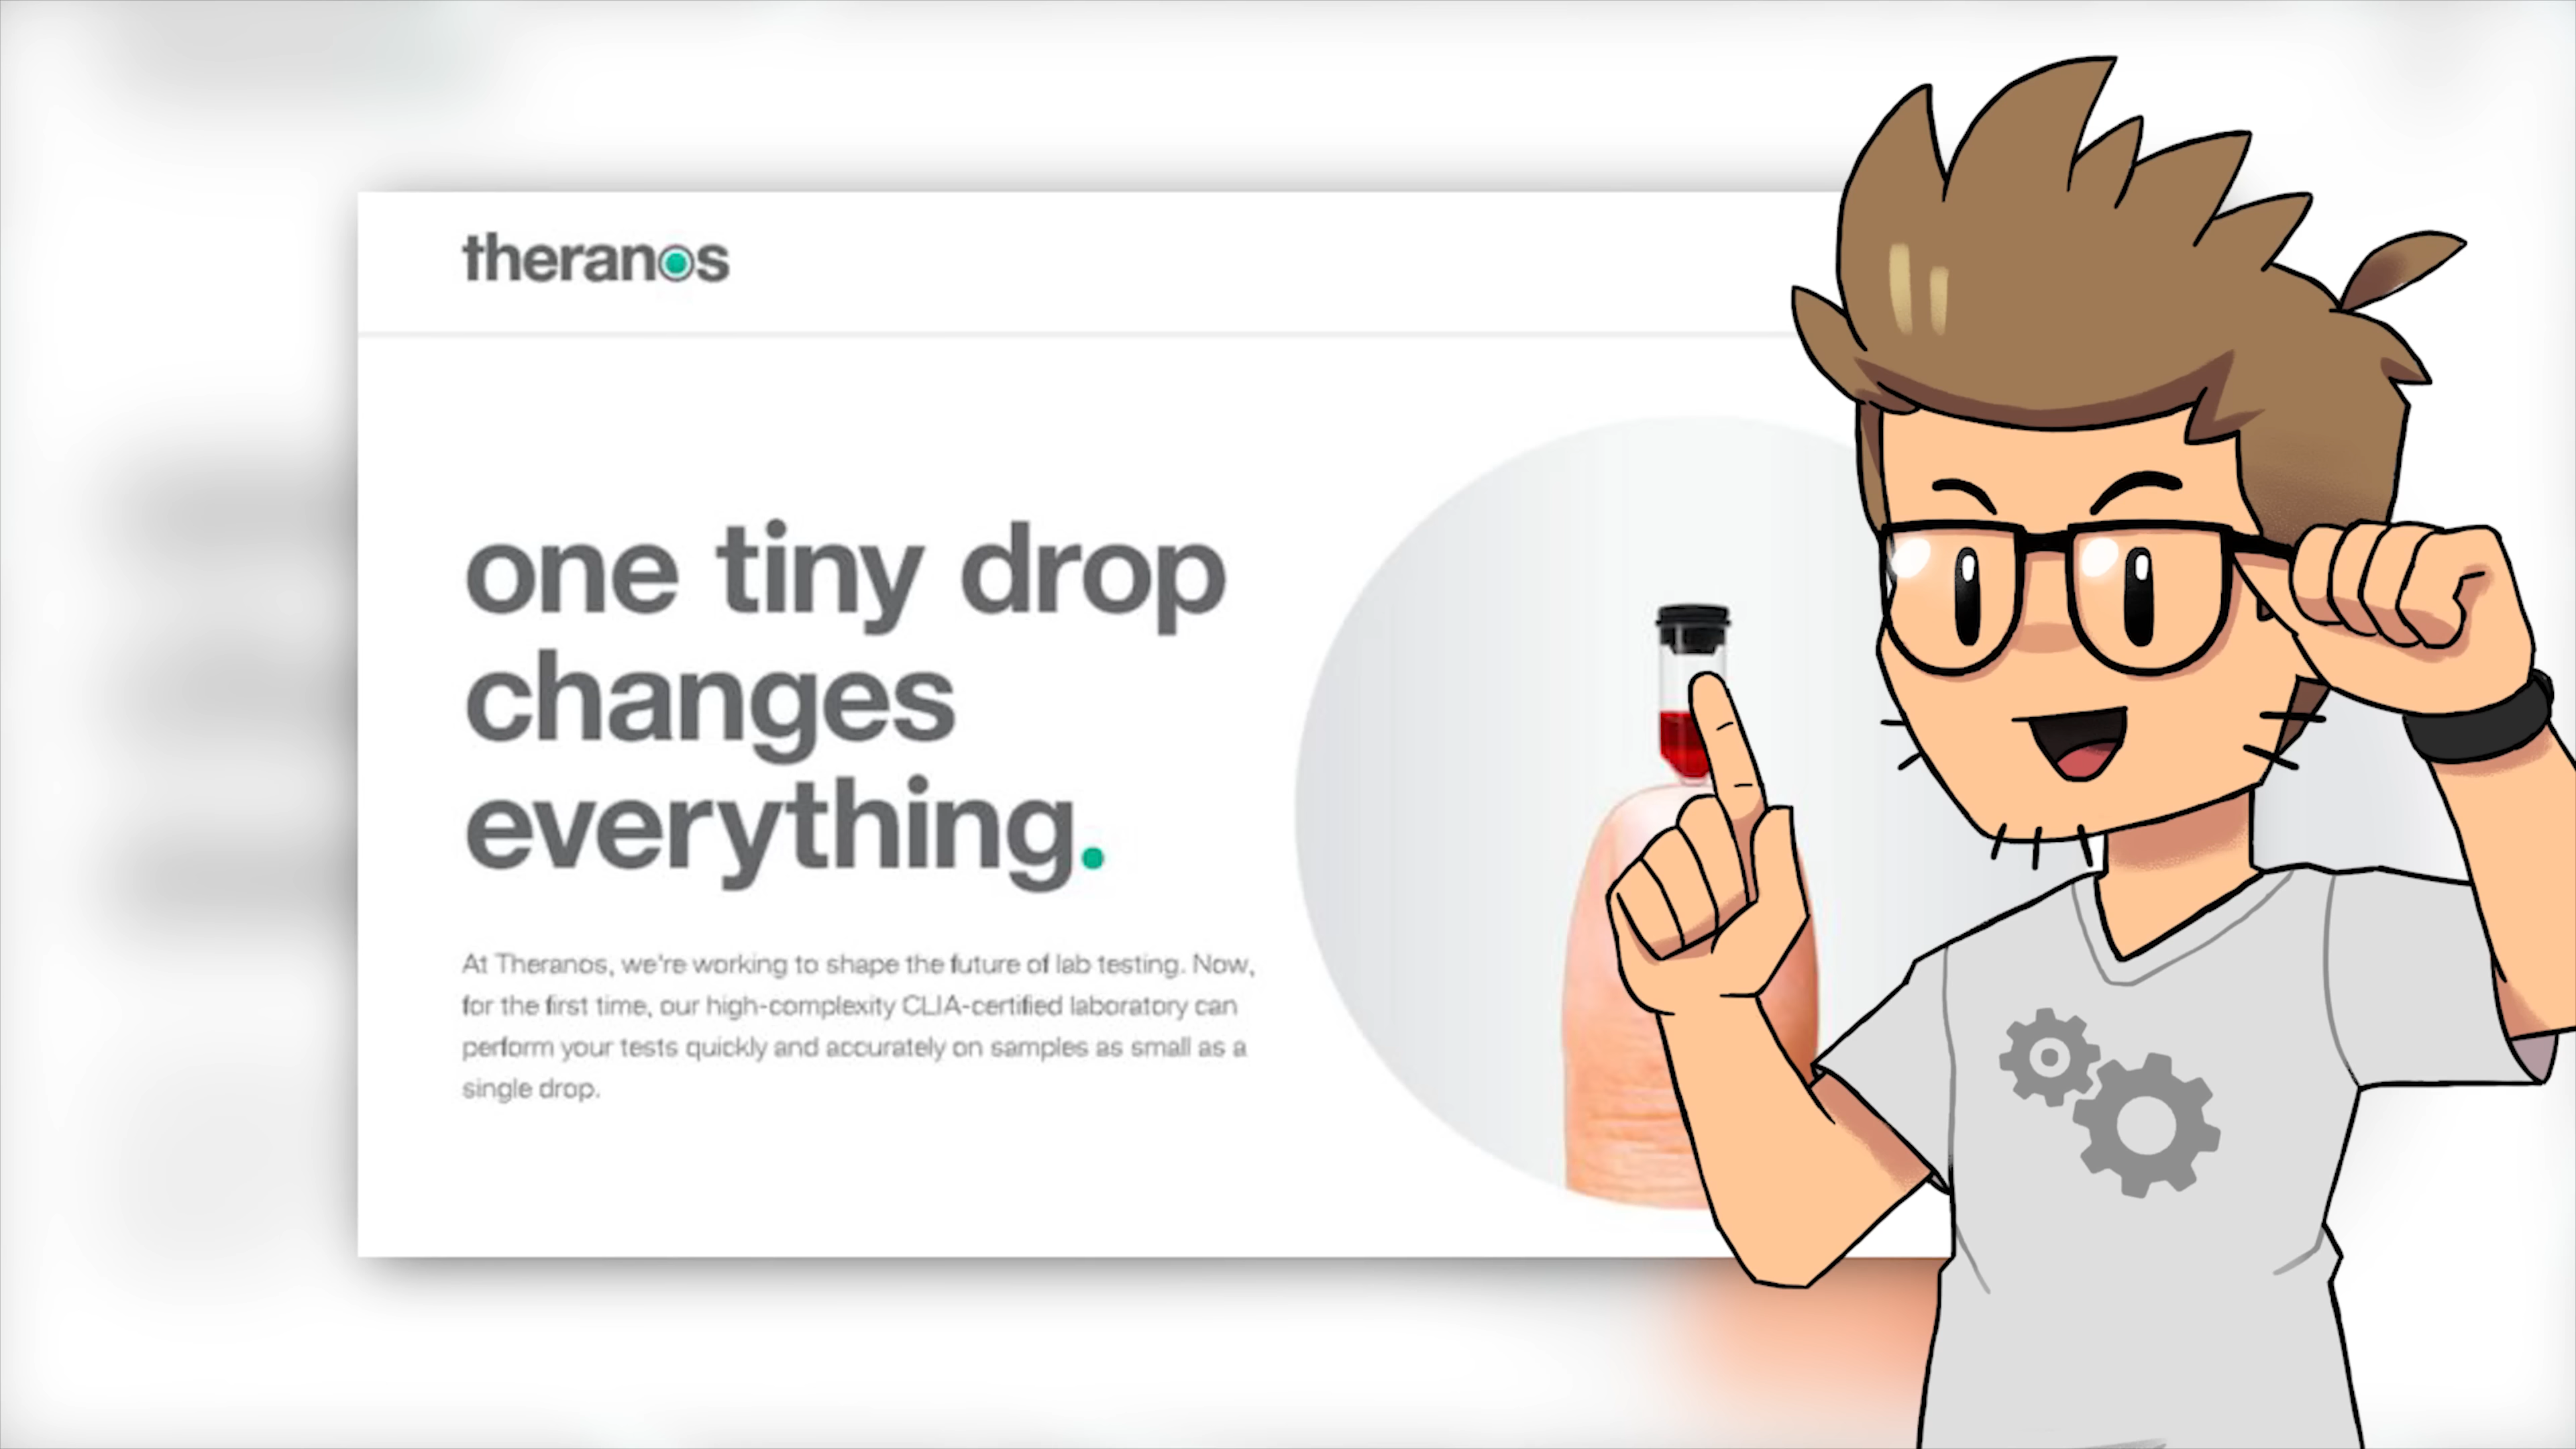 theranos
one tiny drop
changes
everything.
At Theranos, we're working to shape the future of lab testing. Now,
for the first time, our high-complexity CLIA-certified laboratory can
perform your tests quickly and accurately on samples as small as a
single drop.